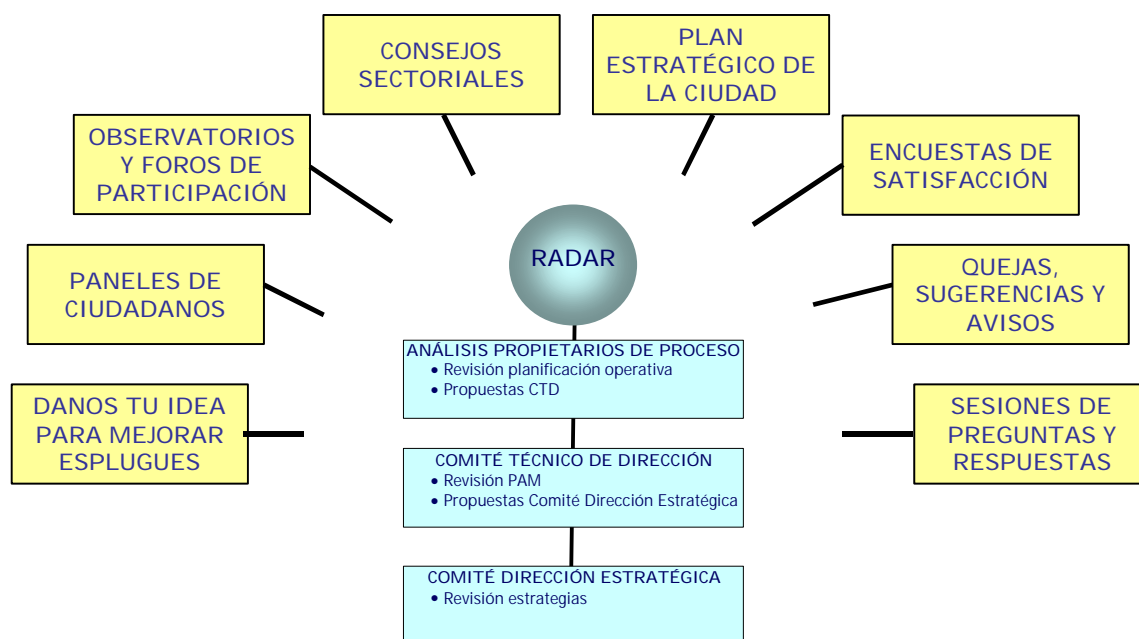 CONSEJOS
SECTORIALES
PLAN
ESTRATÉGICO DE
LA CIUDAD
OBSERVATORIOS
Y FOROS DE
PARTICIPACIÓN
ENCUESTAS DE
SATISFACCIÓN
PANELES DE
CIUDADANOS
RADAR
QUEJAS,
SUGERENCIAS Y
AVISOS
DANOS TU IDEA
PARA MEJORAR
ESPLUGUES
SESIONES DE
PREGUNTAS Y
RESPUESTAS
ANÁLISIS PROPIETARIOS DE PROCESO
• Revisión planificación operativa
• Propuestas CTD
COMITÉ TÉCNICO DE DIRECCIÓN
• Revisión PAM
• Propuestas Comité Dirección Estratégica
COMITÉ DIRECCIÓN ESTRATÉGICA
• Revisión estrategias